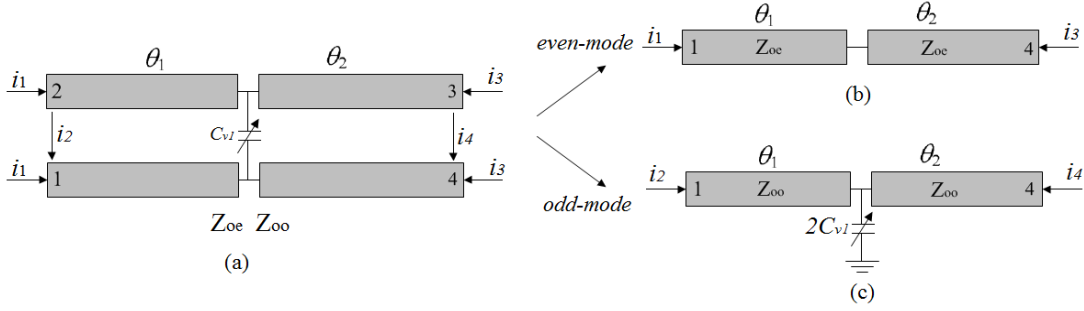 θ1 θ2
i1 2 3 i3
i2 Cv1 i4
i1 1 4 i3
Zoe Zoo
(a)
even-mode
odd-mode
θ1 θ2
i1 1 Zoe Zoe 4 i3
(b)
θ1 θ2
i2 1 Zoo Zoo 4 i4
2Cv1
(c)